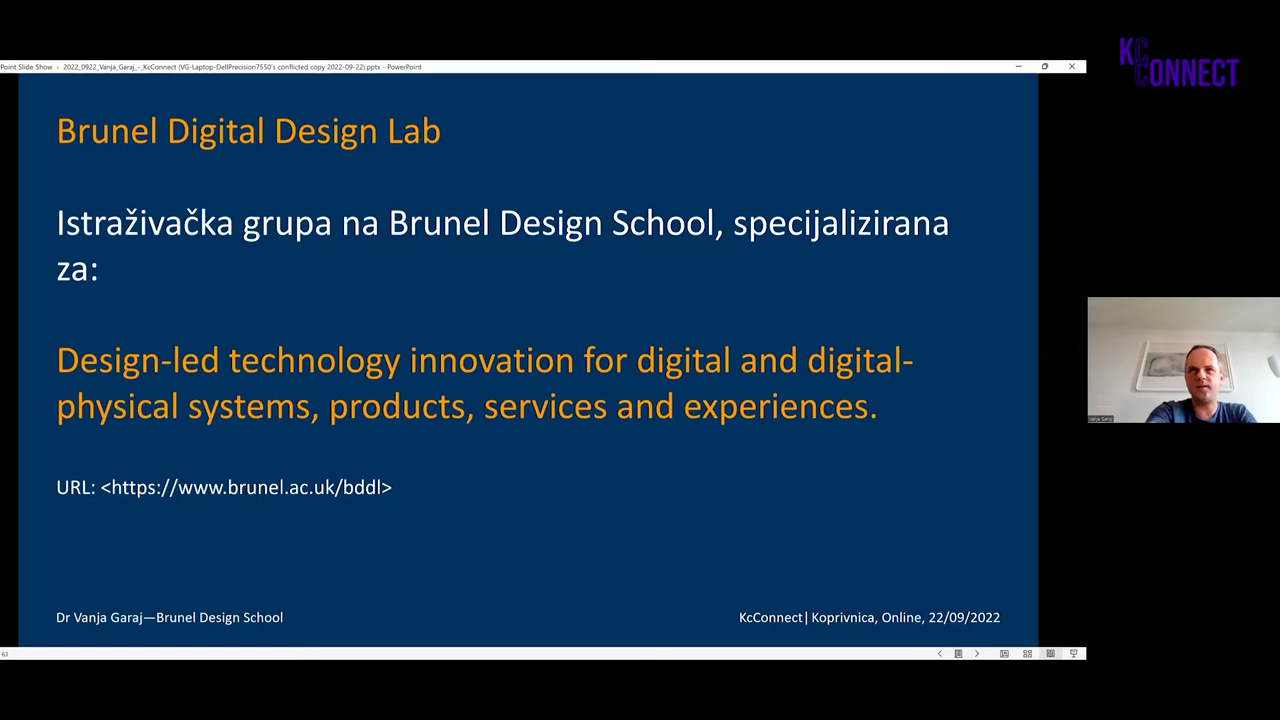 Point Slide Show - 2022_0922_Vanja_Garaj_-_KcConnect (VG-Laptop-DellPrecision7550's conflicted copy 2022-09-22).pptx - PowerPoint
KC
CONNECT
Brunel Digital Design Lab
Istraživačka grupa na Brunel Design School, specijalizirana
za:
Design-led technology innovation for digital and digital-
physical systems, products, services and experiences.
URL: <https://www.brunel.ac.uk/bddl>
Vanja Garaj
Dr Vanja Garaj—Brunel Design School
KcConnect| Koprivnica, Online, 22/09/2022
63